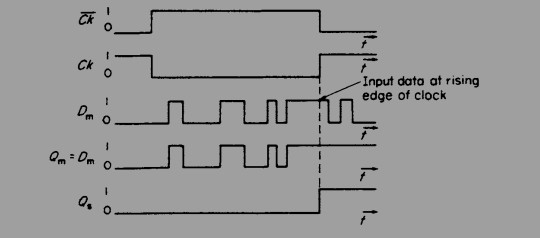 C̅k̅ 1
0
t
Ck 1
0
t
Input data at rising
edge of clock
Dm 1
0
t
Qm = Dm 1
0
t
Qs 1
0
t